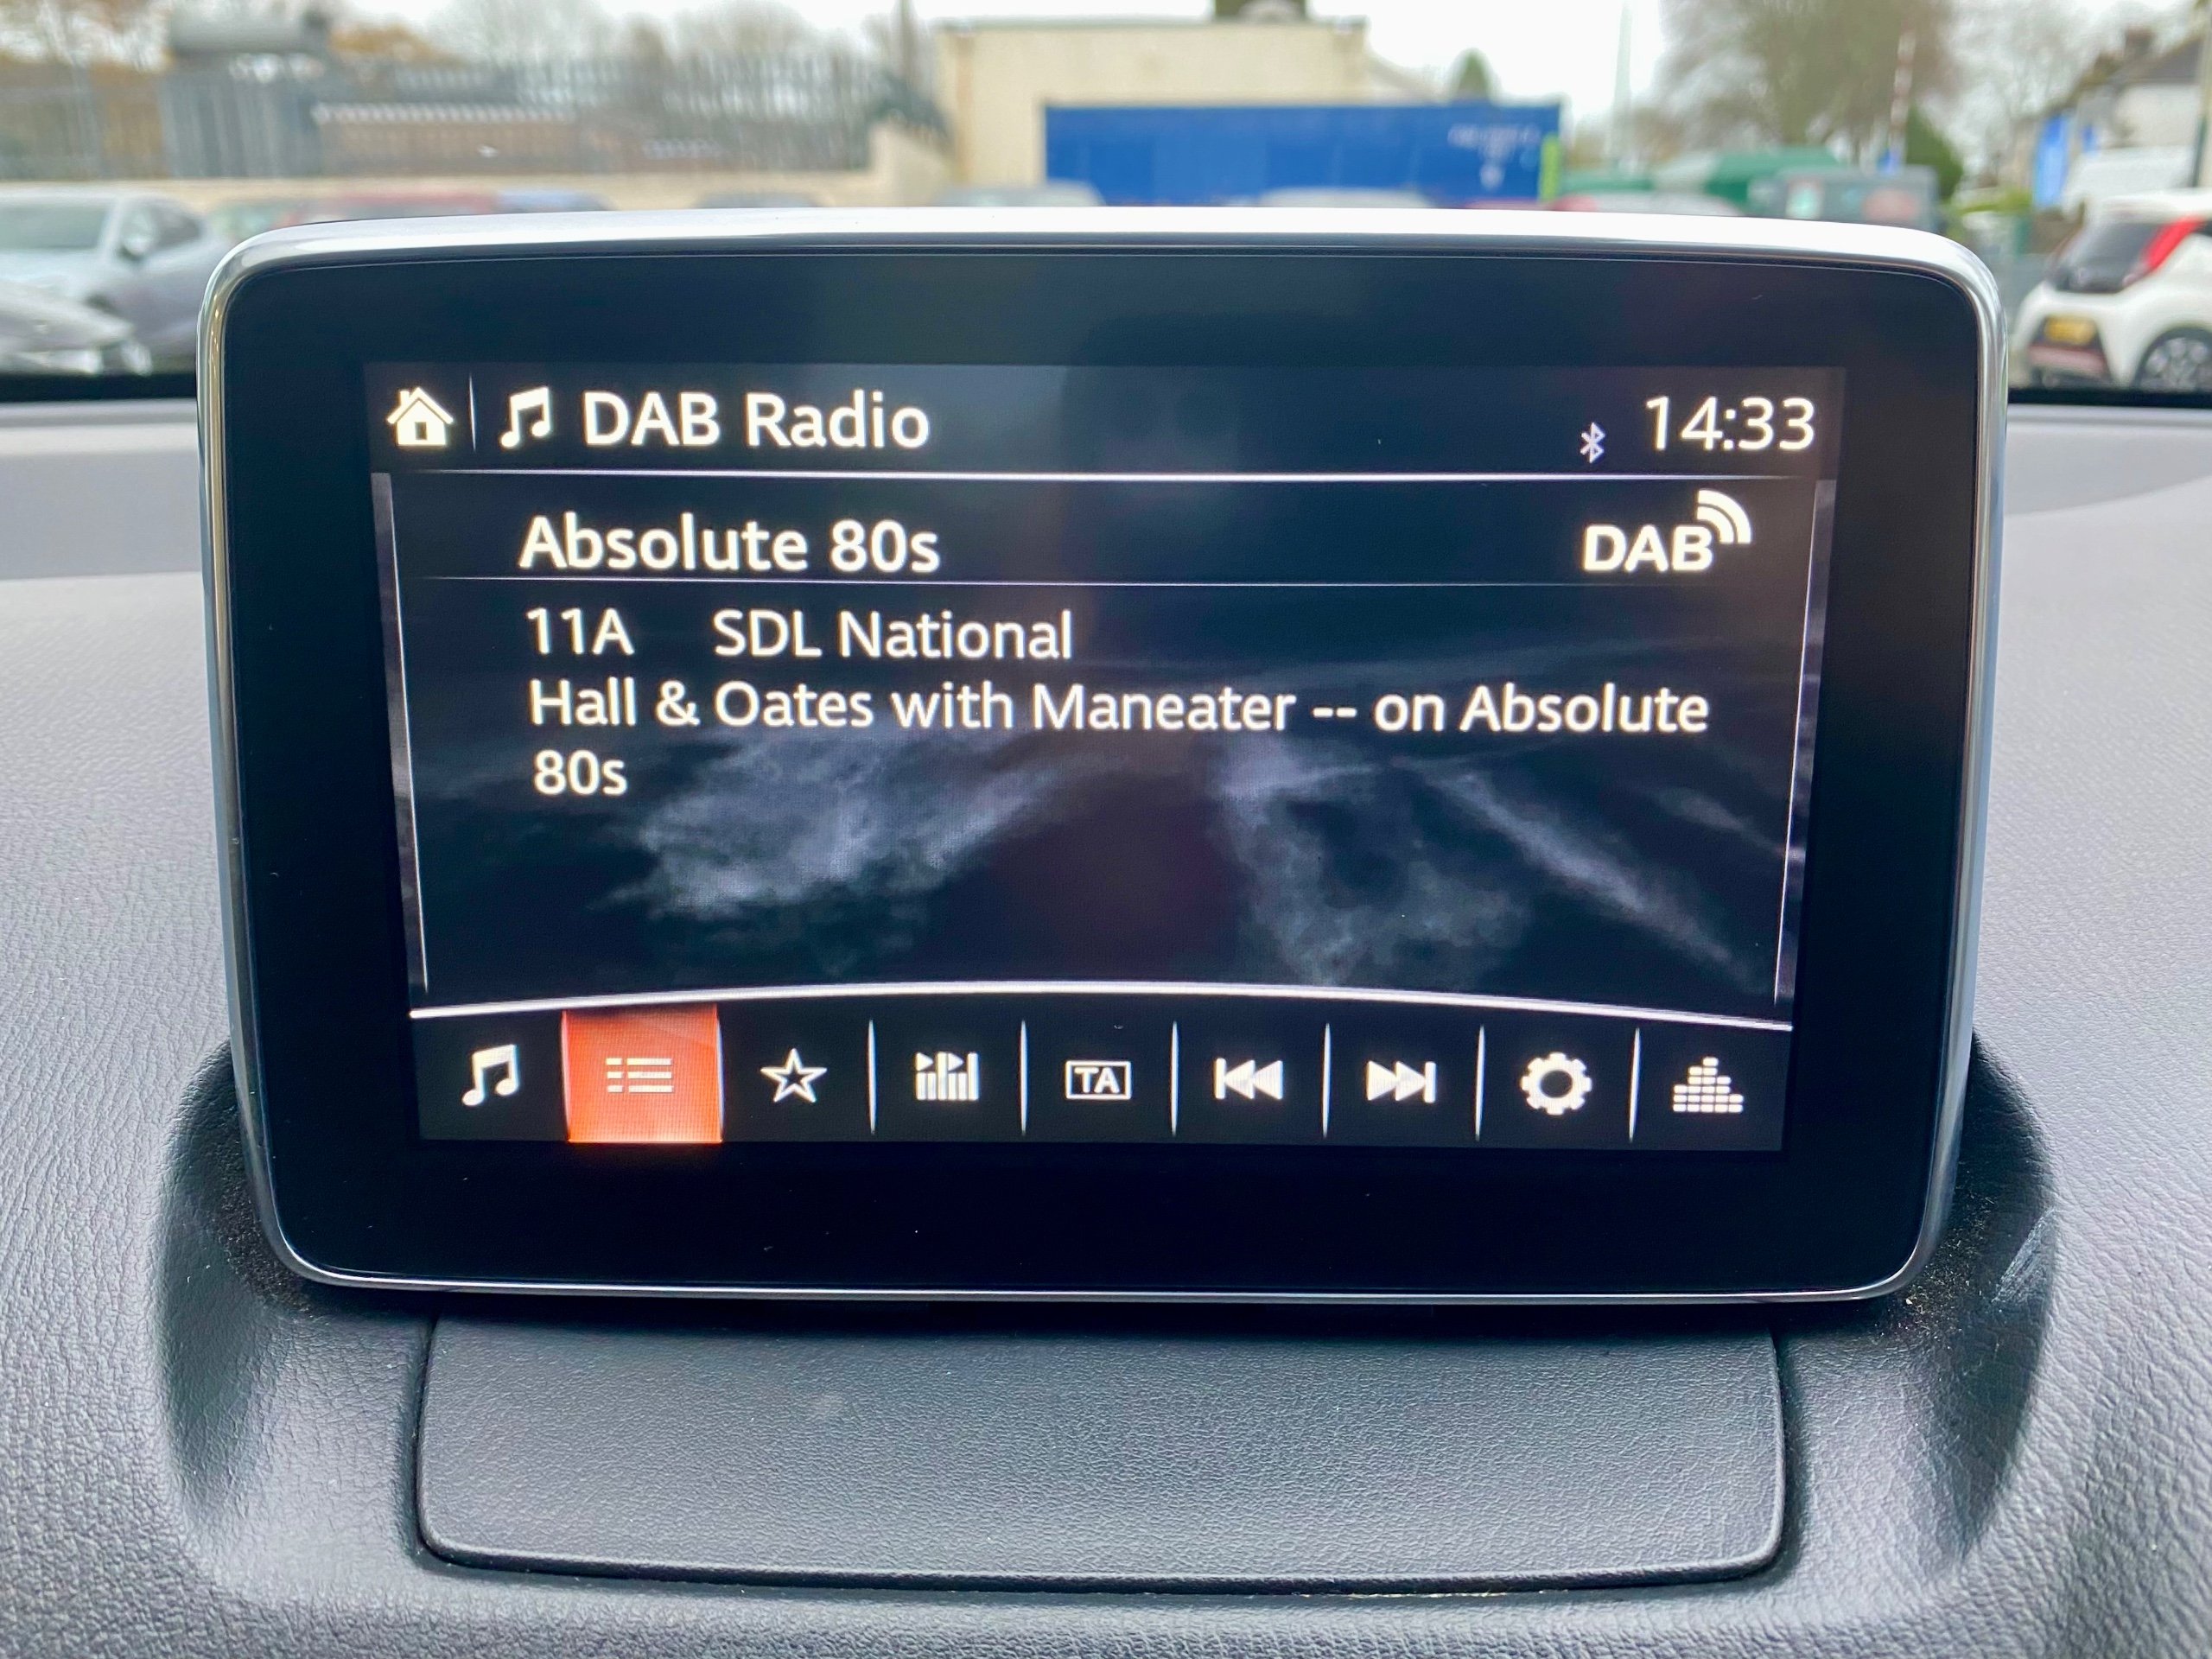 DAB Radio 14:33
Absolute 80s DAB
11A SDL National
Hall & Oates with Maneater -- on Absolute
80s
TA